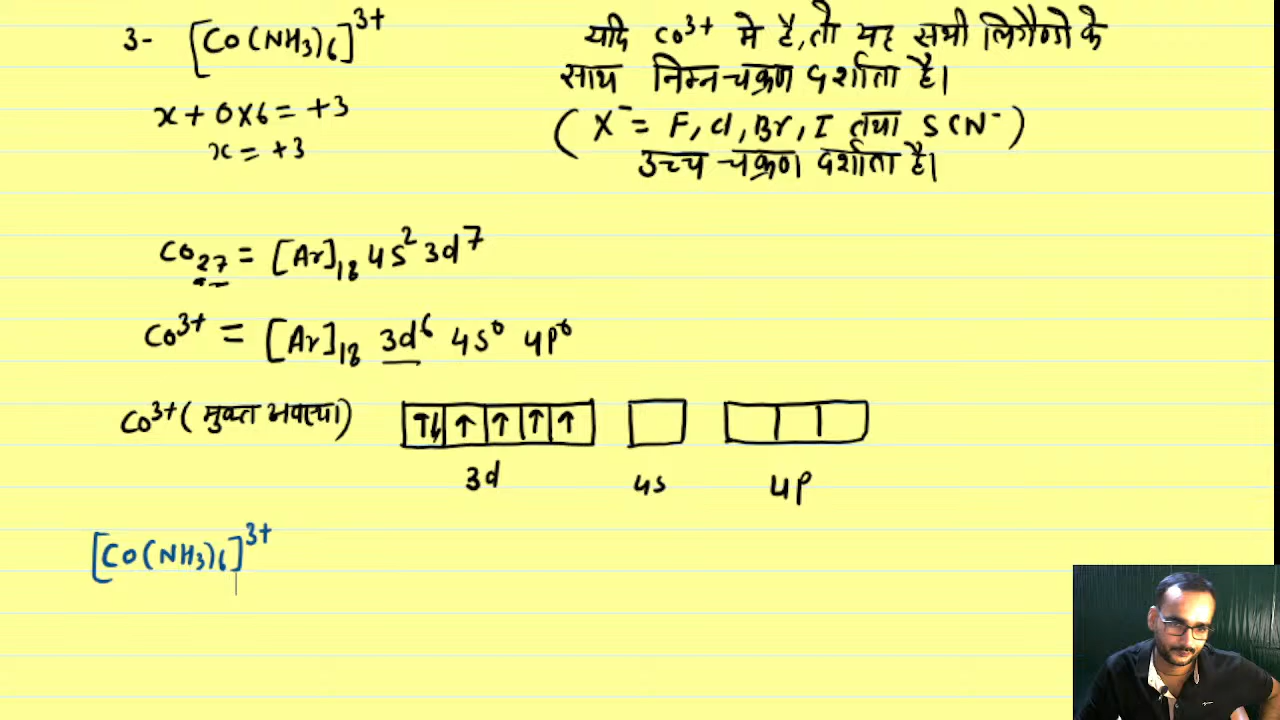 3- [Co(NH3)6]3+
x + 0x6 = +3
x = +3
यदि Co3+ मे है, तो यह सभी लिगैण्डो के
साथ निम्न चक्रण दर्शाता है।
( X- = F, Cl, Br, I तथा SCN- )
उच्च चक्रण दर्शाता है।
Co27 = [Ar]18 4s2 3d7
Co3+ = [Ar]18 3d6 4s0 4p0
Co3+ (मुक्त अवस्था) ↑↓ ↑ ↑ ↑ ↑
3d 4s 4p
[Co(NH3)6]3+